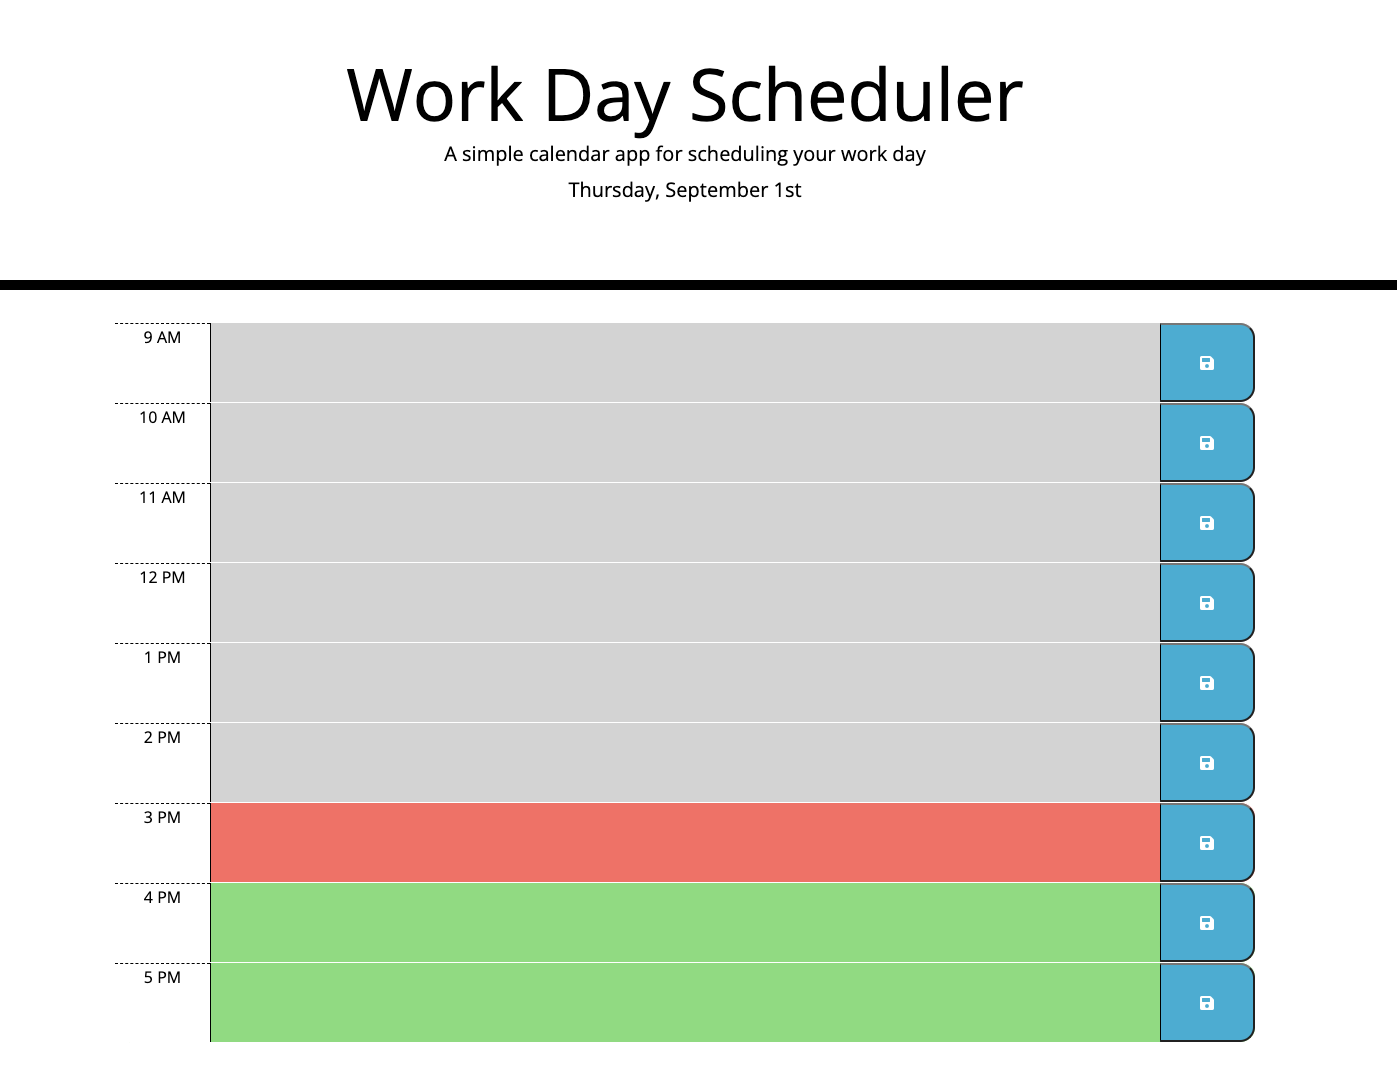 Work Day Scheduler
A simple calendar app for scheduling your work day
Thursday, September 1st
9 AM
10 AM
11 AM
12 PM
1 PM
2 PM
3 PM
4 PM
5 PM